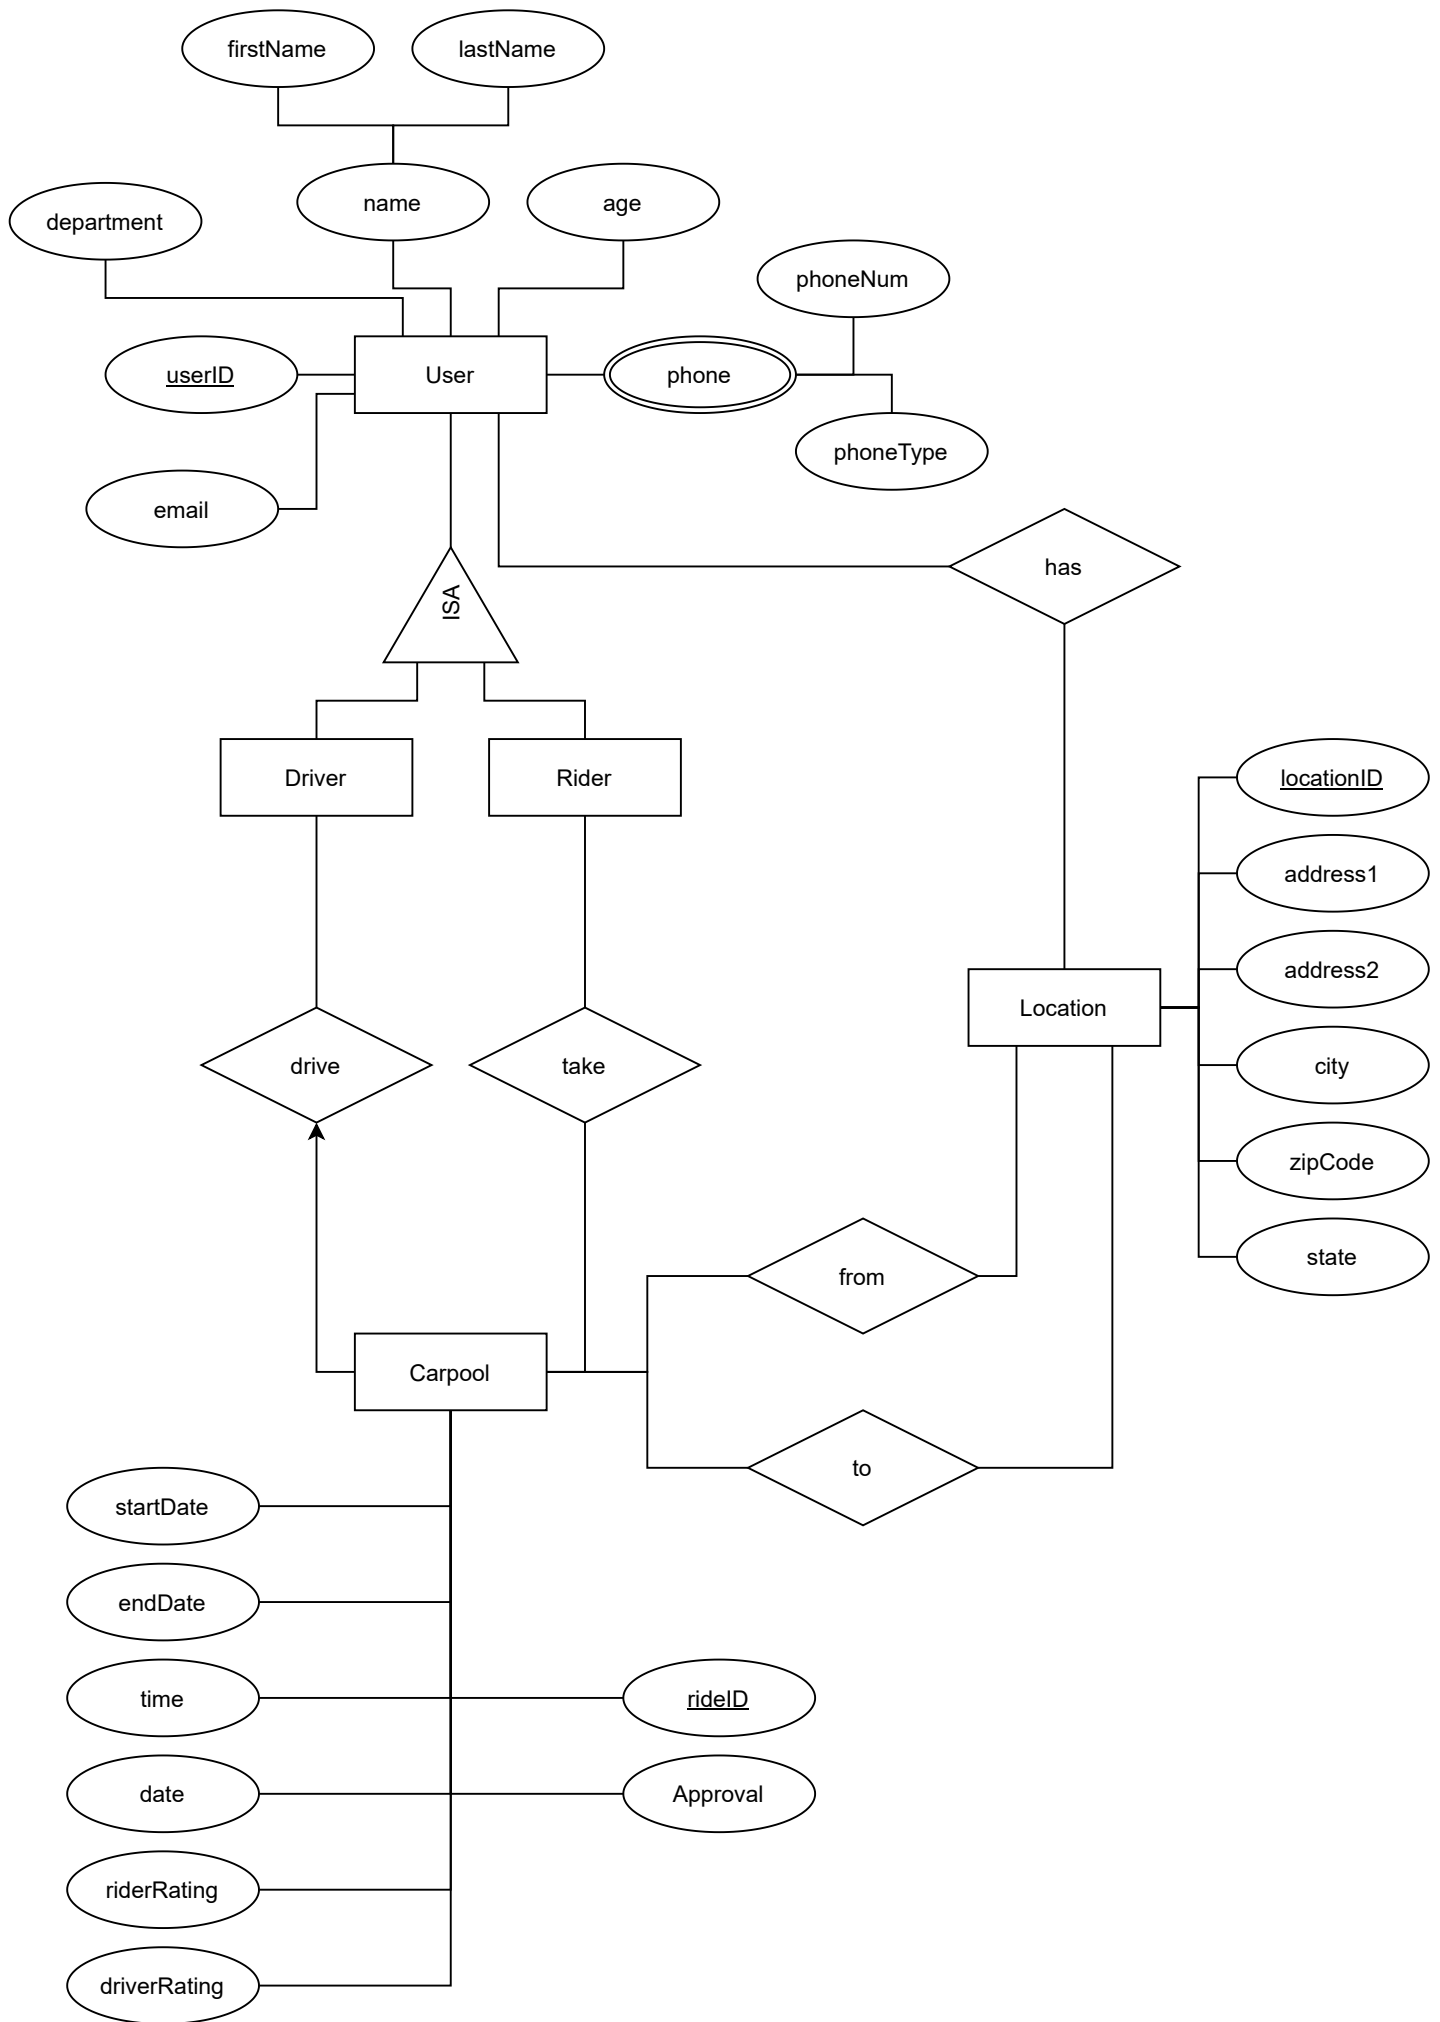 firstName
lastName
name
age
department
phoneNum
userID
User
phone
phoneType
email
has
ISA
Driver
Rider
locationID
address1
address2
Location
drive
take
city
zipCode
from
state
Carpool
to
startDate
endDate
time
rideID
date
Approval
riderRating
driverRating